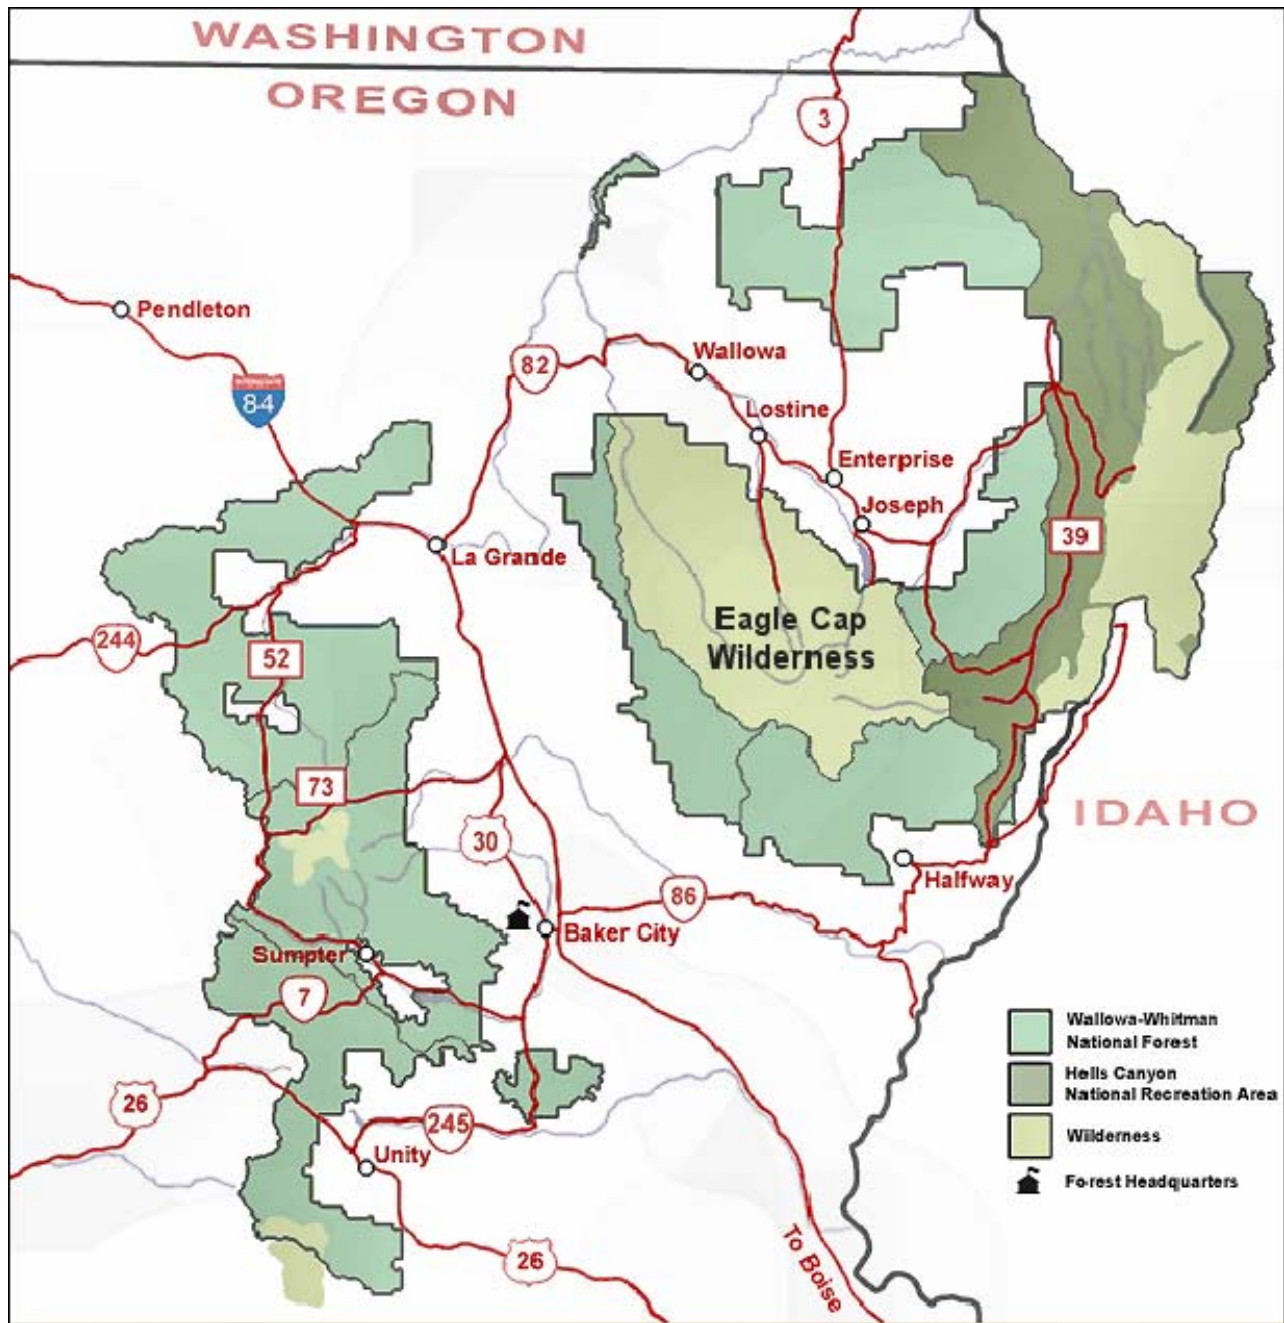 WASHINGTON
OREGON
3
Pendleton
84
82
Wallowa
Lostine
Enterprise
Joseph
39
La Grande
Eagle Cap
Wilderness
244
52
73
IDAHO
30
86
Halfway
Baker City
Sumpter
7
Wallowa-Whitman
National Forest
Hells Canyon
National Recreation Area
Wilderness
Forest Headquarters
26
245
Unity
26
To Boise